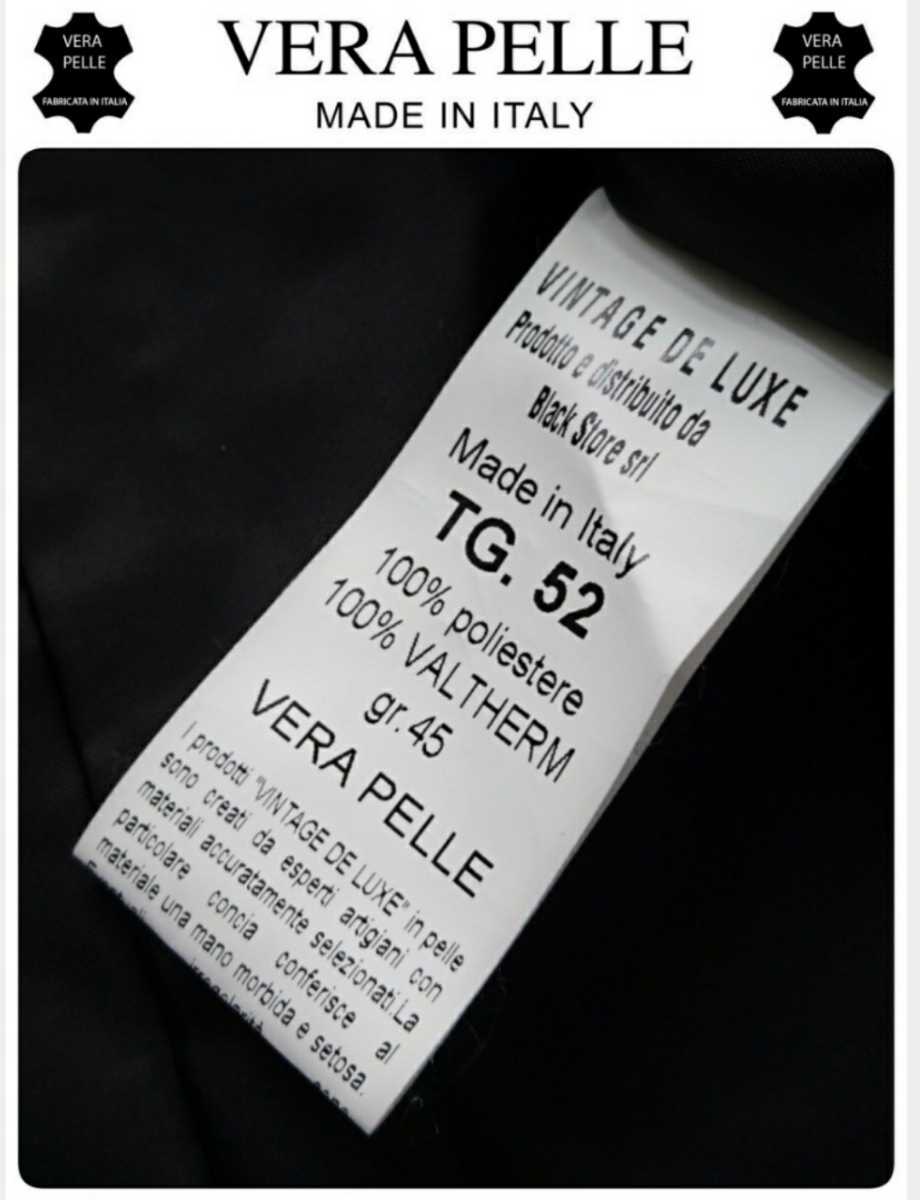 VERA
PELLE
FABRICATA IN ITALIA
VERA PELLE
MADE IN ITALY
VERA
PELLE
FABRICATA IN ITALIA
VINTAGE DE LUXE
Prodotto e distribuito da
Black Store srl
Made in Italy
TG. 52
100% poliestere
100% VALTHERM
gr.45
VERA PELLE
I prodotti "VINTAGE DE LUXE" in pelle
sono creati da esperti artigiani con
materiali accuratamente selezionati.La
particolare concia conferisce al
materiale una mano morbida e setosa.